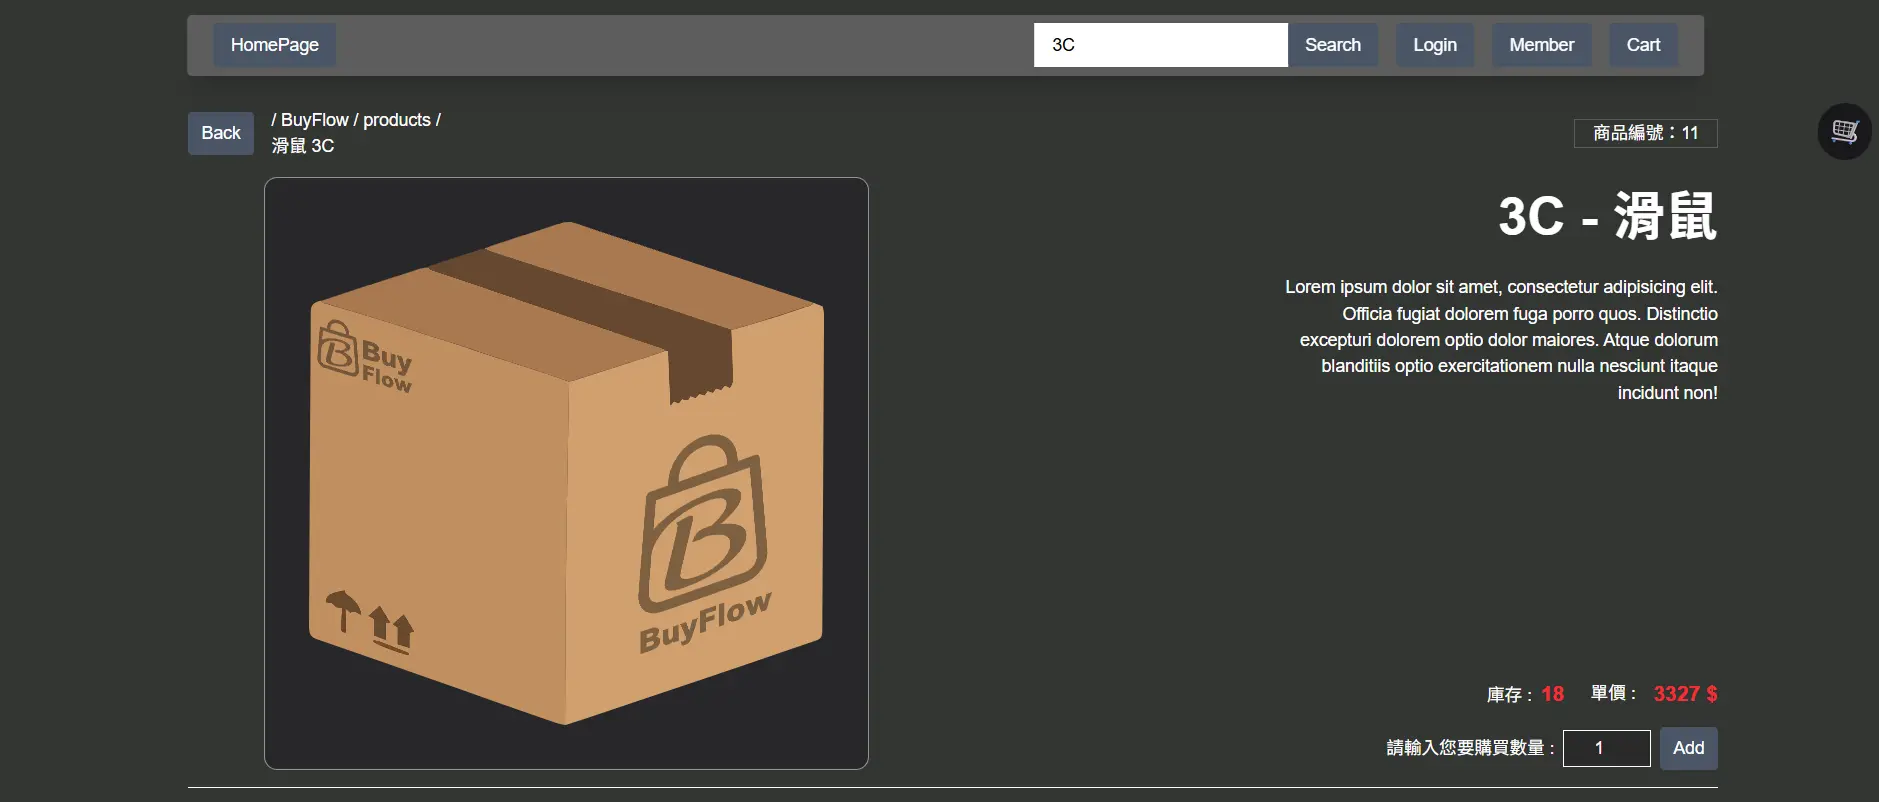 HomePage
3C
Search
Login
Member
Cart
Back
/ BuyFlow / products /
滑鼠 3C
商品編號：11
Buy
Flow
B
BuyFlow
3C - 滑鼠
Lorem ipsum dolor sit amet, consectetur adipisicing elit.
Officia fugiat dolorem fuga porro quos. Distinctio
excepturi dolorem optio dolor maiores. Atque dolorum
blanditiis optio exercitationem nulla nesciunt itaque
incidunt non!
庫存 : 18 單價 : 3327 $
請輸入您要購買數量 : 1 Add